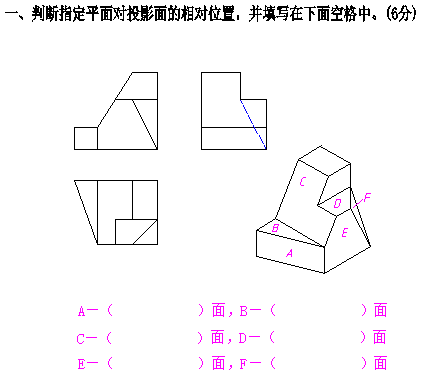 一、判断指定平面对投影面的相对位置，并填写在下面空格中。(6分)
C
D
F
B
E
A
A—（ ）面，B—（ ）面
C—（ ）面，D—（ ）面
E—（ ）面，F—（ ）面